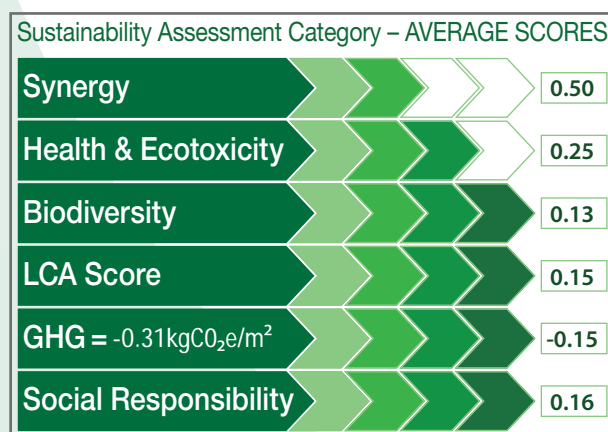 Sustainability Assessment Category – AVERAGE SCORES
Synergy 0.50
Health & Ecotoxicity 0.25
Biodiversity 0.13
LCA Score 0.15
GHG = -0.31kgC0₂e/m² -0.15
Social Responsibility 0.16